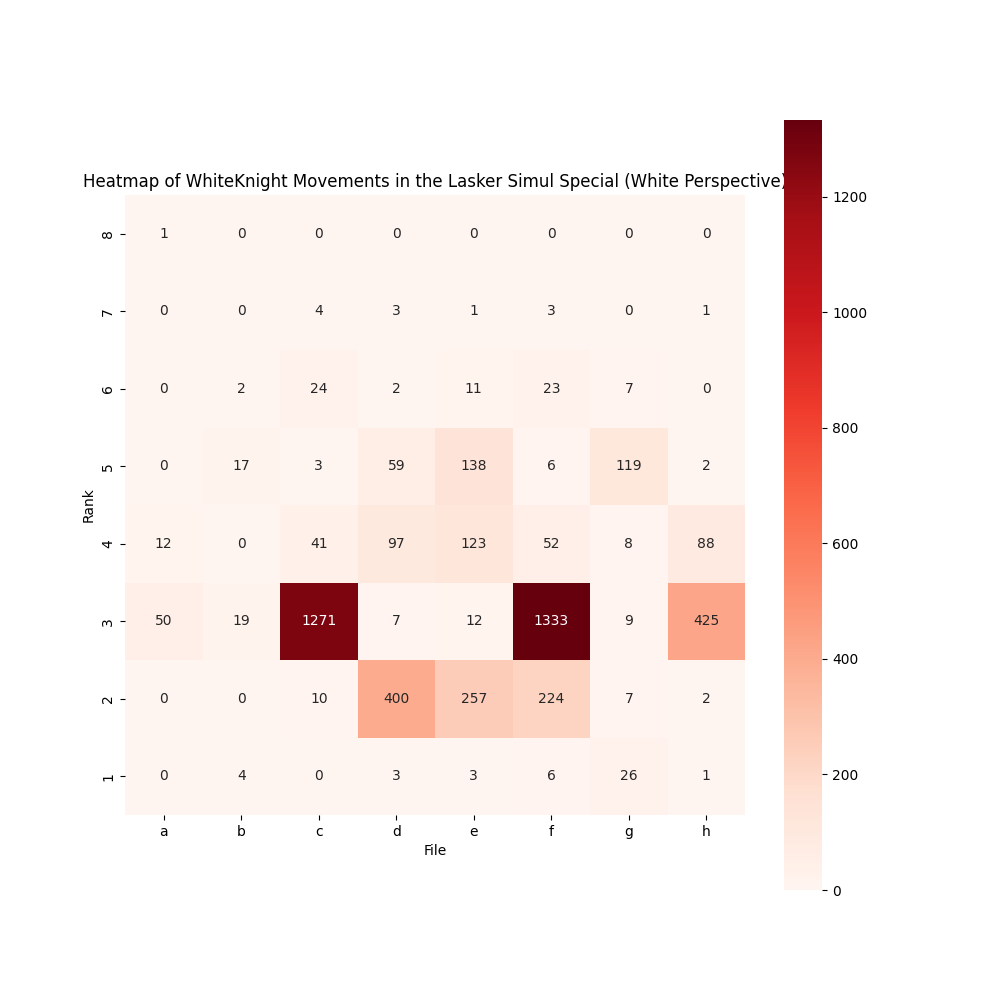 Heatmap of WhiteKnight Movements in the Lasker Simul Special (White Perspective)
8 1 0 0 0 0 0 0 0
7 0 0 4 3 1 3 0 1
6 0 2 24 2 11 23 7 0
5 0 17 3 59 138 6 119 2
Rank
4 12 0 41 97 123 52 8 88
3 50 19 1271 7 12 1333 9 425
2 0 0 10 400 257 224 7 2
1 0 4 0 3 3 6 26 1
a b c d e f g h
File
1200
1000
800
600
400
200
0